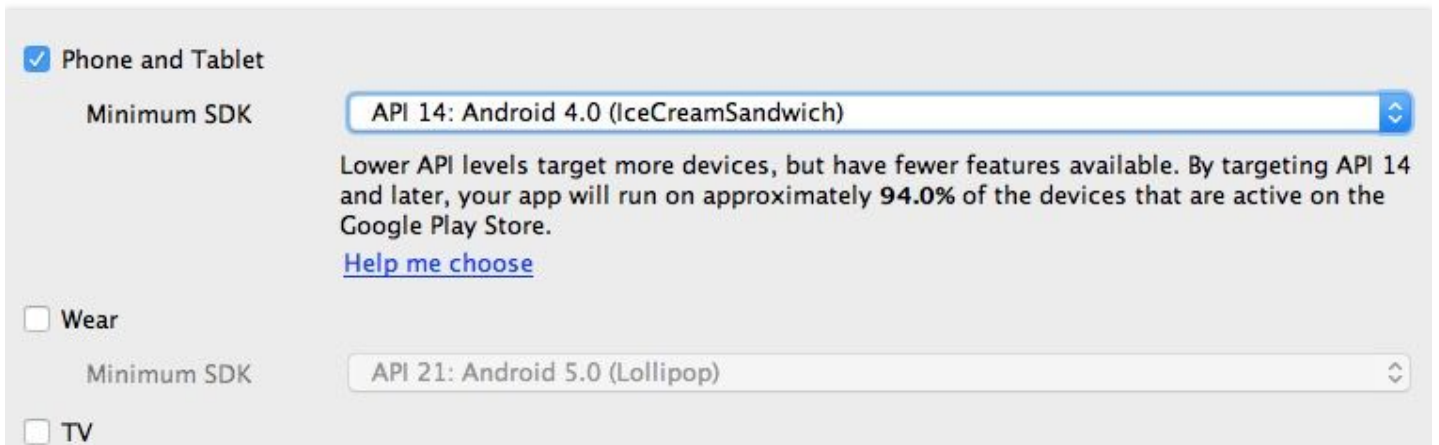 Phone and Tablet
Minimum SDK
API 14: Android 4.0 (IceCreamSandwich)
Lower API levels target more devices, but have fewer features available. By targeting API 14
and later, your app will run on approximately 94.0% of the devices that are active on the
Google Play Store.
Help me choose
Wear
Minimum SDK
API 21: Android 5.0 (Lollipop)
TV